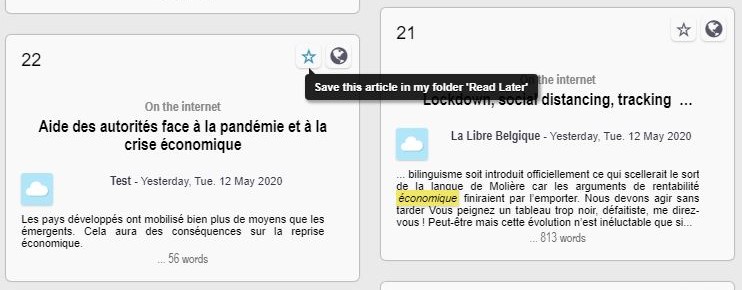 22
Save this article in my folder 'Read Later'
On the internet
Aide des autorités face à la pandémie et à la
crise économique
Test - Yesterday, Tue. 12 May 2020
Les pays développés ont mobilisé bien plus de moyens que les
émergents. Cela aura des conséquences sur la reprise
économique.
... 56 words
21
the internet
Lockdown, social distancing, tracking ...
La Libre Belgique - Yesterday, Tue. 12 May 2020
... bilinguisme soit introduit officiellement ce qui scellerait le sort
de la langue de Molière car les arguments de rentabilité
économique finiraient par l'emporter. Nous devons agir sans
tarder Vous peignez un tableau trop noir, défaitiste, me direz-
vous ! Peut-être mais cette évolution n'est inéluctable que si...
... 813 words